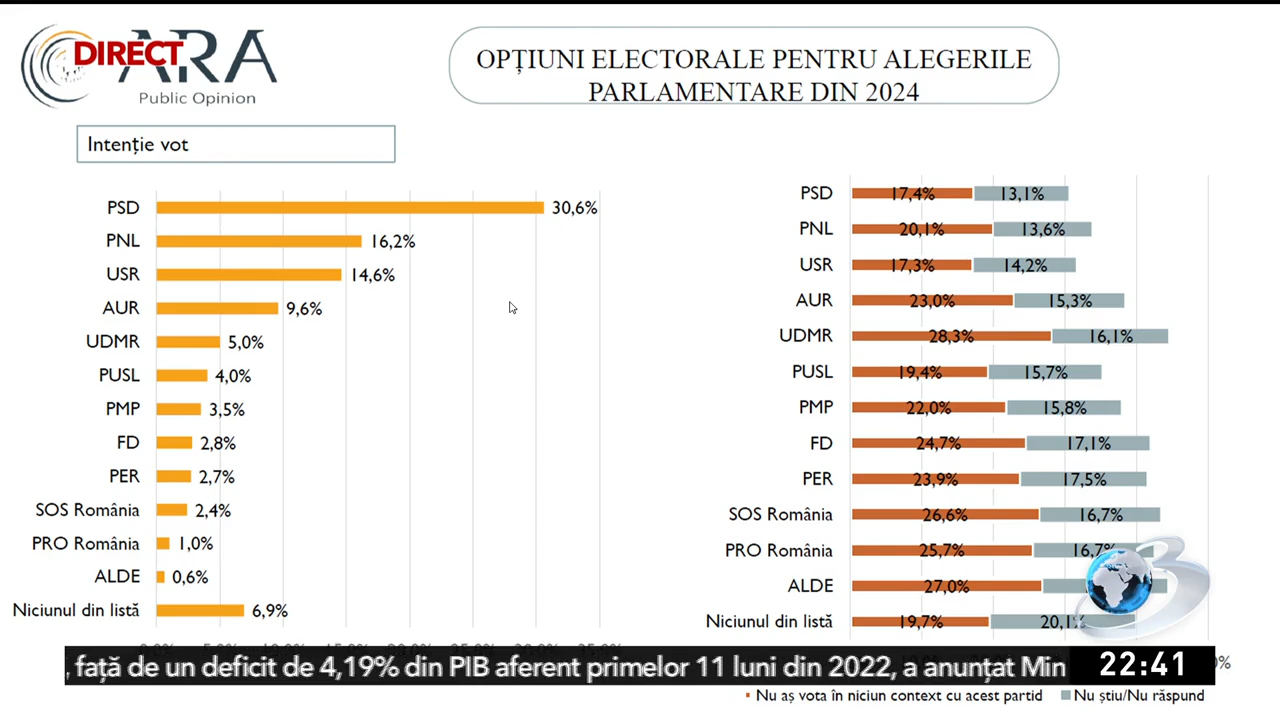 DIRECT
ARA
Public Opinion
OPȚIUNI ELECTORALE PENTRU ALEGERILE
PARLAMENTARE DIN 2024
Intenție vot
PSD 30,6%
PNL 16,2%
USR 14,6%
AUR 9,6%
UDMR 5,0%
PUSL 4,0%
PMP 3,5%
FD 2,8%
PER 2,7%
SOS România 2,4%
PRO România 1,0%
ALDE 0,6%
Niciunul din listă 6,9%
PSD 17,4% 13,1%
PNL 20,1% 13,6%
USR 17,3% 14,2%
AUR 23,0% 15,3%
UDMR 28,3% 16,1%
PUSL 19,4% 15,7%
PMP 22,0% 15,8%
FD 24,7% 17,1%
PER 23,9% 17,5%
SOS România 26,6% 16,7%
PRO România 25,7% 16,7%
ALDE 27,0%
Niciunul din listă 19,7% 20,1%
3
, față de un deficit de 4,19% din PIB aferent primelor 11 luni din 2022, a anunțat Min
22:41
Nu aș vota în niciun context cu acest partid Nu știu/Nu răspund